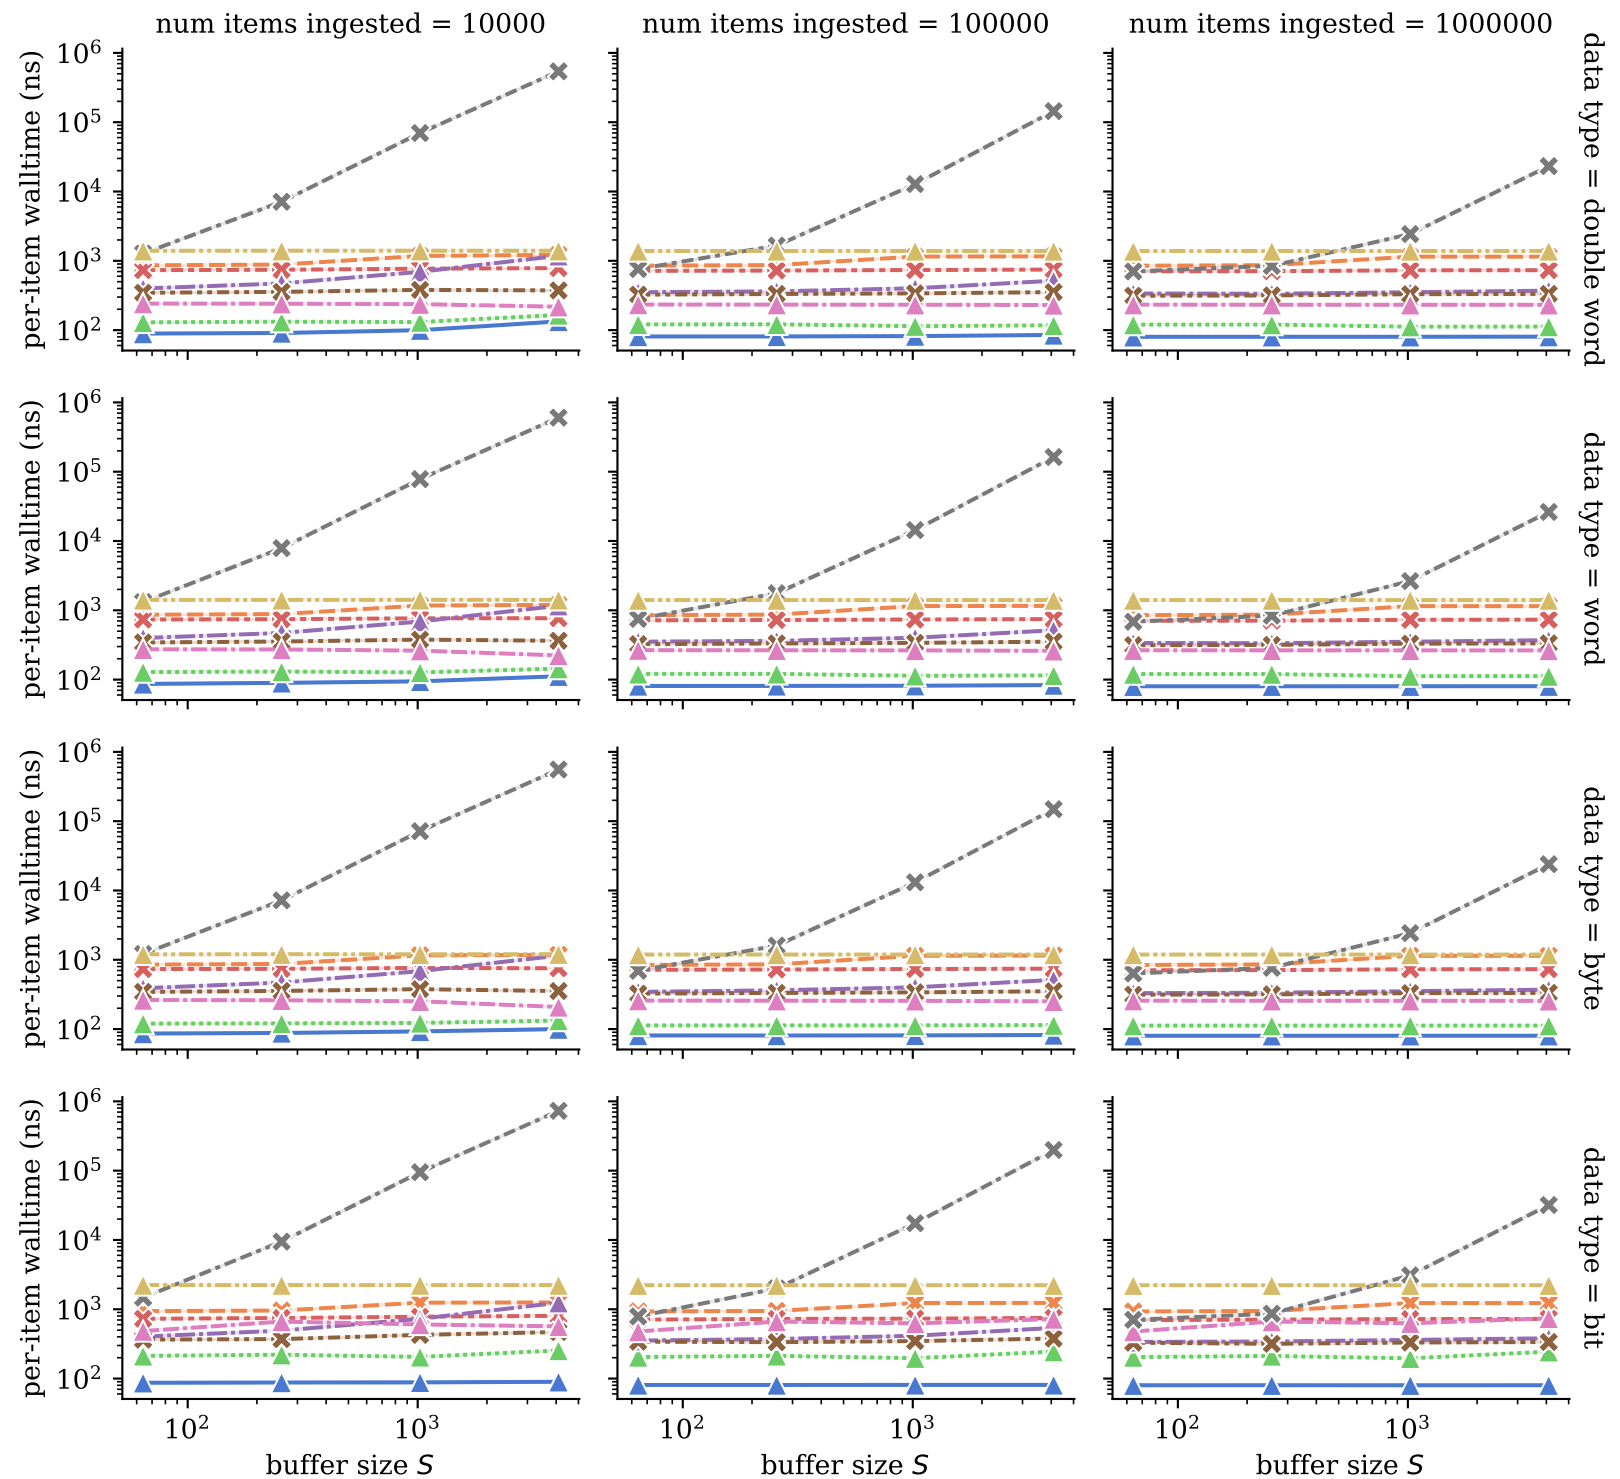 num items ingested = 10000
num items ingested = 100000
num items ingested = 1000000
per-item walltime (ns)
10⁶
10⁵
10⁴
10³
10²
data type = double word
per-item walltime (ns)
10⁶
10⁵
10⁴
10³
10²
data type = word
per-item walltime (ns)
10⁶
10⁵
10⁴
10³
10²
data type = byte
per-item walltime (ns)
10⁶
10⁵
10⁴
10³
10²
data type = bit
10² 10³
10² 10³
10² 10³
buffer size S
buffer size S
buffer size S